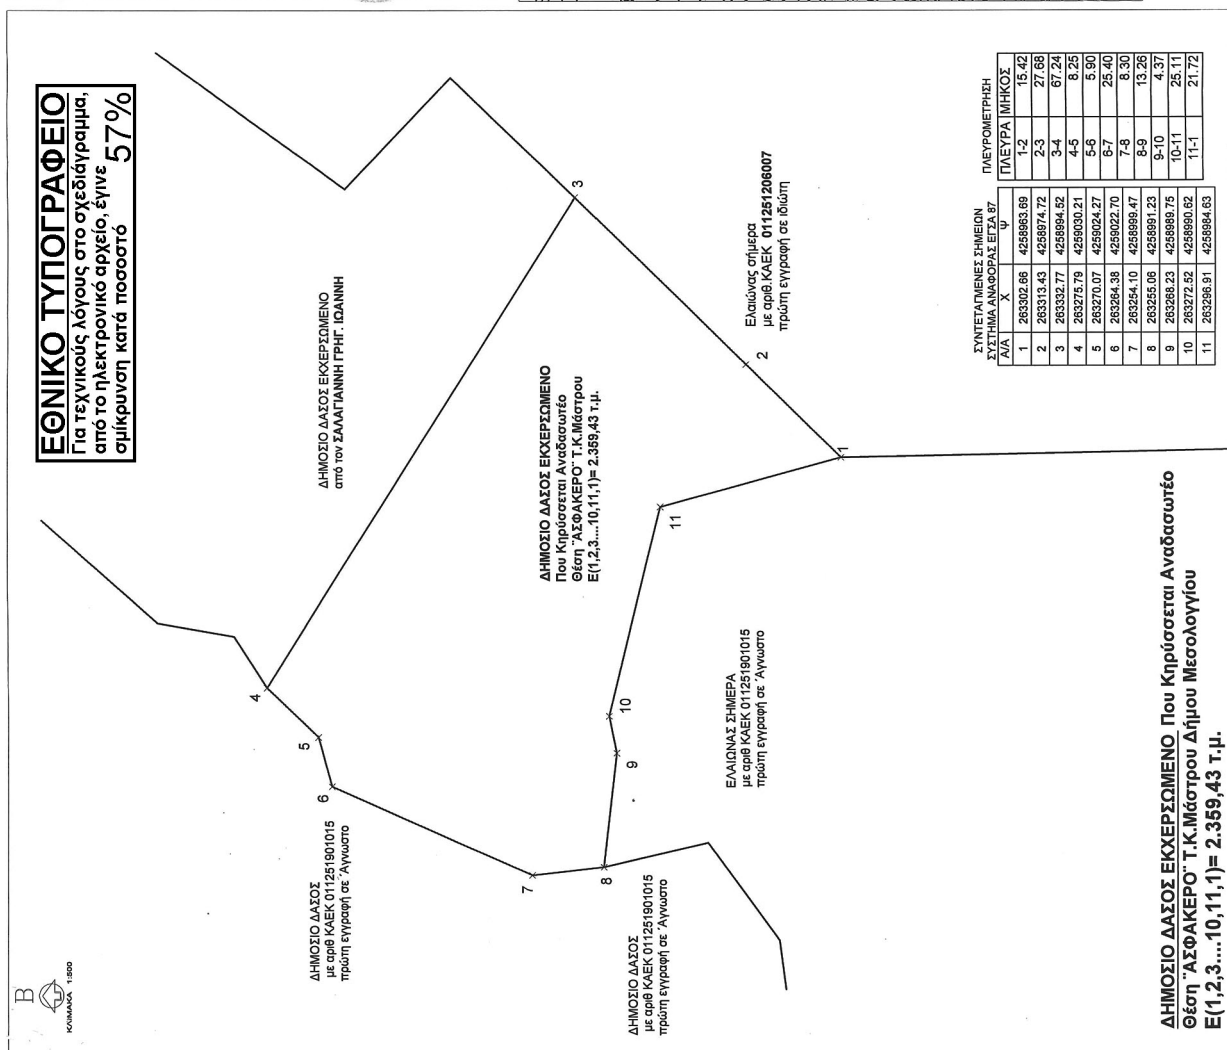 ΕΘΝΙΚΟ ΤΥΠΟΓΡΑΦΕΙΟ
Για τεχνικούς λόγους στο σχεδιάγραμμα,
από το ηλεκτρονικό αρχείο, έγινε
σμίκρυνση κατά ποσοστό 57%
Β
ΚΛΙΜΑΚΑ 1:500
ΔΗΜΟΣΙΟ ΔΑΣΟΣ ΕΚΧΕΡΣΩΜΕΝΟ
από τον ΣΑΛΑΓΙΑΝΝΗ ΓΡΗΓ. ΙΩΑΝΝΗ
4
5
6
3
ΔΗΜΟΣΙΟ ΔΑΣΟΣ
με αριθ ΚΑΕΚ 011251901015
πρώτη εγγραφή σε ΄Αγνωστο
ΔΗΜΟΣΙΟ ΔΑΣΟΣ ΕΚΧΕΡΣΩΜΕΝΟ
Που Κηρύσσεται Αναδασωτέο
Θέση ¨ΑΣΦΑΚΕΡΟ¨ Τ.Κ.Μάστρου
Ε(1,2,3....10,11,1)= 2.359,43 τ.μ.
7
8
9
10
11
2
1
ΔΗΜΟΣΙΟ ΔΑΣΟΣ
με αριθ ΚΑΕΚ 011251901015
πρώτη εγγραφή σε ΄Αγνωστο
ΕΛΑΙΩΝΑΣ ΣΗΜΕΡΑ
με αριθ ΚΑΕΚ 011251901015
πρώτη εγγραφή σε ΄Αγνωστο
Ελαιώνας σήμερα
με αριθ.ΚΑΕΚ 011251206007
πρώτη εγγραφή σε ιδιώτη
ΣΥΝΤΕΤΑΓΜΕΝΕΣ ΣΗΜΕΙΩΝ
ΣΥΣΤΗΜΑ ΑΝΑΦΟΡΑΣ ΕΓΣΑ 87
Α/Α Χ Ψ
1 263302.66 4258963.69
2 263313.43 4258974.72
3 263332.77 4258994.52
4 263275.79 4259030.21
5 263270.07 4259024.27
6 263264.38 4259022.70
7 263254.10 4258999.47
8 263255.06 4258991.23
9 263268.23 4258989.75
10 263272.52 4258990.62
11 263296.91 4258984.63
ΠΛΕΥΡΟΜΕΤΡΗΣΗ
ΠΛΕΥΡΑ ΜΗΚΟΣ
1-2 15.42
2-3 27.68
3-4 67.24
4-5 8.25
5-6 5.90
6-7 25.40
7-8 8.30
8-9 13.26
9-10 4.37
10-11 25.11
11-1 21.72
ΔΗΜΟΣΙΟ ΔΑΣΟΣ ΕΚΧΕΡΣΩΜΕΝΟ Που Κηρύσσεται Αναδασωτέο
Θέση ¨ΑΣΦΑΚΕΡΟ¨ Τ.Κ.Μάστρου Δήμου Μεσολογγίου
Ε(1,2,3....10,11,1)= 2.359,43 τ.μ.